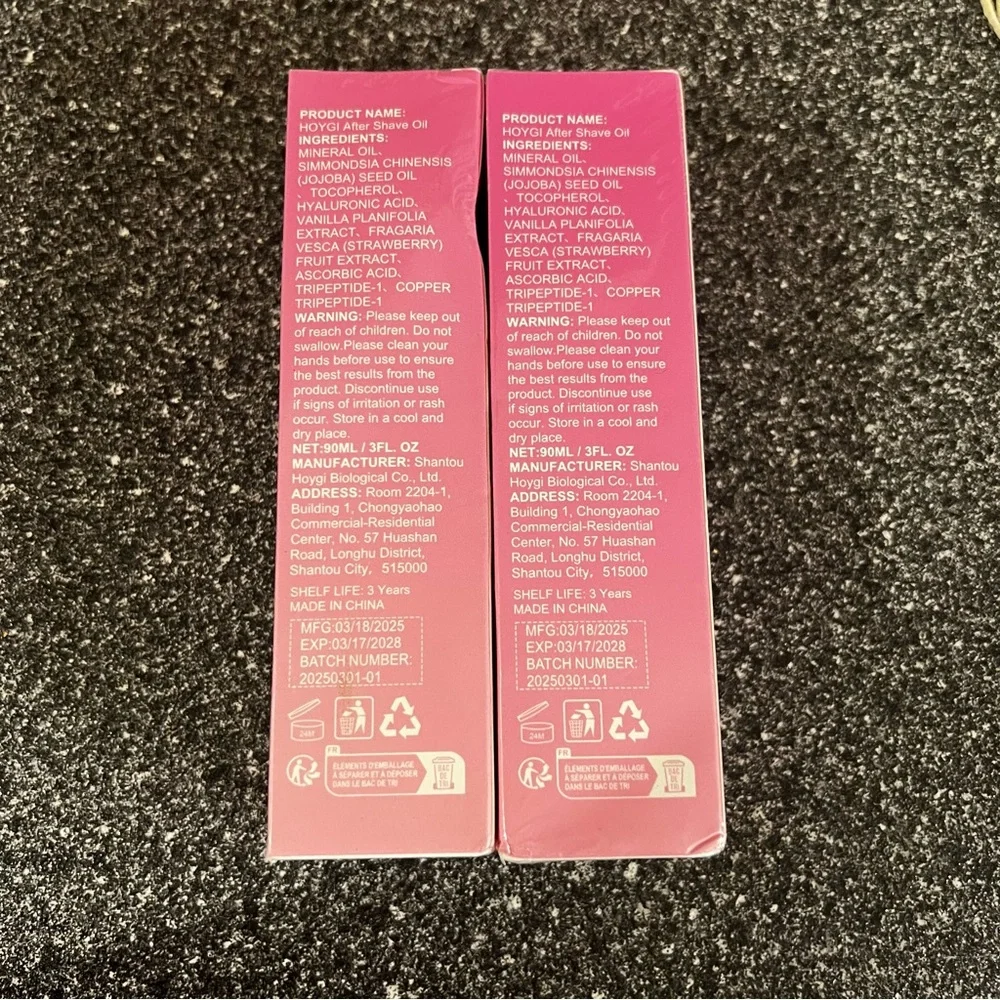 PRODUCT NAME:
HOYGI After Shave Oil
INGREDIENTS:
MINERAL OIL、
SIMMONDSIA CHINENSIS
(JOJOBA) SEED OIL
、TOCOPHEROL、
HYALURONIC ACID、
VANILLA PLANIFOLIA
EXTRACT、FRAGARIA
VESCA (STRAWBERRY)
FRUIT EXTRACT、
ASCORBIC ACID、
TRIPEPTIDE-1、COPPER
TRIPEPTIDE-1
WARNING: Please keep out
of reach of children. Do not
swallow.Please clean your
hands before use to ensure
the best results from the
product. Discontinue use
if signs of irritation or rash
occur. Store in a cool and
dry place.
NET:90ML / 3FL. OZ
MANUFACTURER: Shantou
Hoygi Biological Co., Ltd.
ADDRESS: Room 2204-1,
Building 1, Chongyaohao
Commercial-Residential
Center, No. 57 Huashan
Road, Longhu District,
Shantou City，515000
SHELF LIFE: 3 Years
MADE IN CHINA
MFG:03/18/2025
EXP:03/17/2028
BATCH NUMBER:
20250301-01
24M
FR
ÉLÉMENTS D'EMBALLAGE
À SÉPARER ET À DÉPOSER
DANS LE BAC DE TRI
BAC
DE
TRI
PRODUCT NAME:
HOYGI After Shave Oil
INGREDIENTS:
MINERAL OIL、
SIMMONDSIA CHINENSIS
(JOJOBA) SEED OIL
、TOCOPHEROL、
HYALURONIC ACID、
VANILLA PLANIFOLIA
EXTRACT、FRAGARIA
VESCA (STRAWBERRY)
FRUIT EXTRACT、
ASCORBIC ACID、
TRIPEPTIDE-1、COPPER
TRIPEPTIDE-1
WARNING: Please keep out
of reach of children. Do not
swallow.Please clean your
hands before use to ensure
the best results from the
product. Discontinue use
if signs of irritation or rash
occur. Store in a cool and
dry place.
NET:90ML / 3FL. OZ
MANUFACTURER: Shantou
Hoygi Biological Co., Ltd.
ADDRESS: Room 2204-1,
Building 1, Chongyaohao
Commercial-Residential
Center, No. 57 Huashan
Road, Longhu District,
Shantou City，515000
SHELF LIFE: 3 Years
MADE IN CHINA
MFG:03/18/2025
EXP:03/17/2028
BATCH NUMBER:
20250301-01
24M
FR
ÉLÉMENTS D'EMBALLAGE
À SÉPARER ET À DÉPOSER
DANS LE BAC DE TRI
BAC
DE
TRI